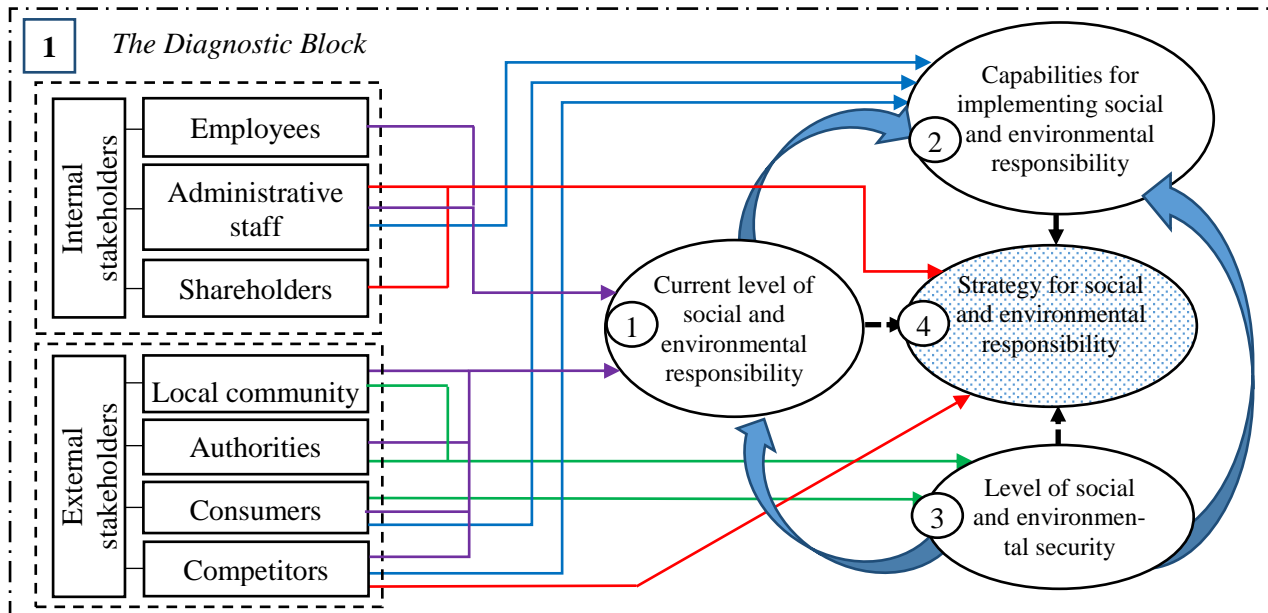 1
The Diagnostic Block
Internal
stakeholders
Employees
Administrative
staff
Shareholders
External
stakeholders
Local community
Authorities
Consumers
Competitors
Capabilities for
implementing social
and environmental
responsibility
2
Current level of
social and
environmental
responsibility
1
Strategy for social
and environmental
responsibility
4
Level of social
and environmen-
tal security
3